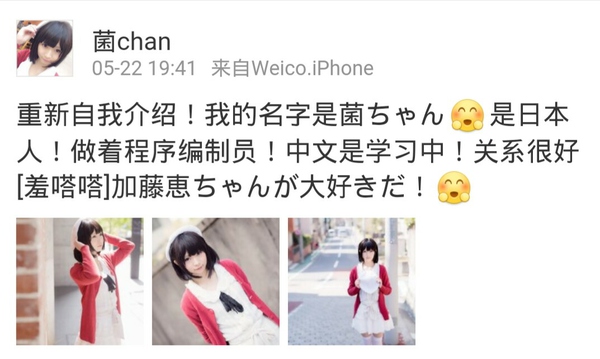 菌chan
05-22 19:41 来自Weico.iPhone
重新自我介绍！我的名字是菌ちゃん🤗是日本
人！做着程序编制员！中文是学习中！关系很好
[羞嗒嗒]加藤恵ちゃんが大好きだ！🤗